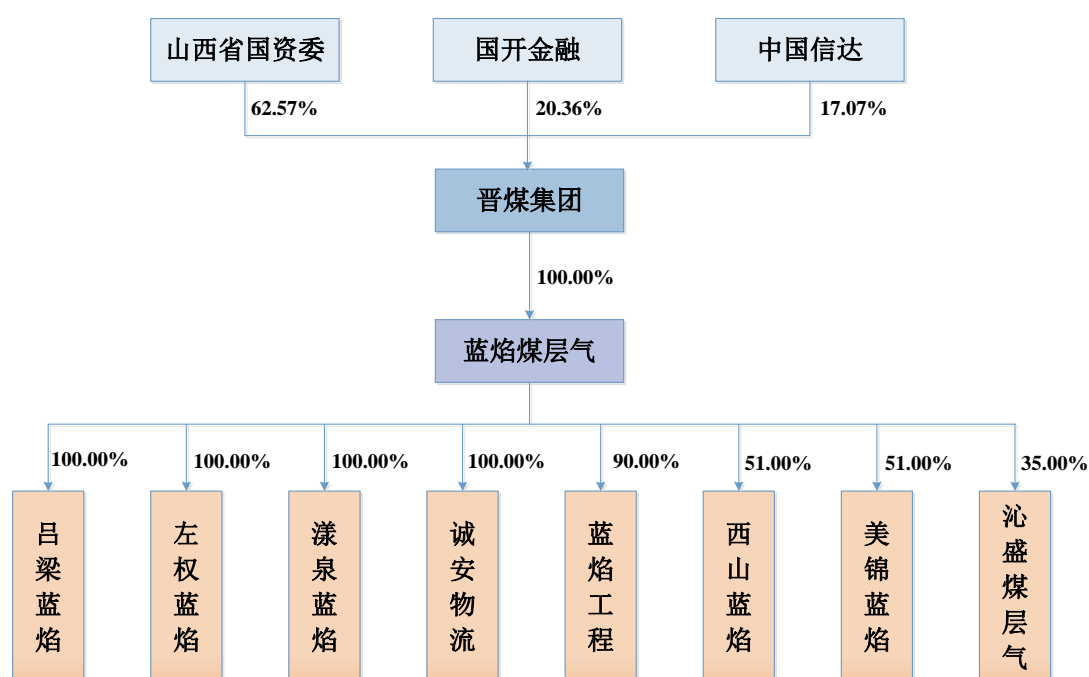 山西省国资委
国开金融
中国信达
62.57%
20.36%
17.07%
晋煤集团
100.00%
蓝焰煤层气
100.00%
100.00%
100.00%
100.00%
90.00%
51.00%
51.00%
35.00%
吕梁蓝焰
左权蓝焰
漾泉蓝焰
诚安物流
蓝焰工程
西山蓝焰
美锦蓝焰
沁盛煤层气